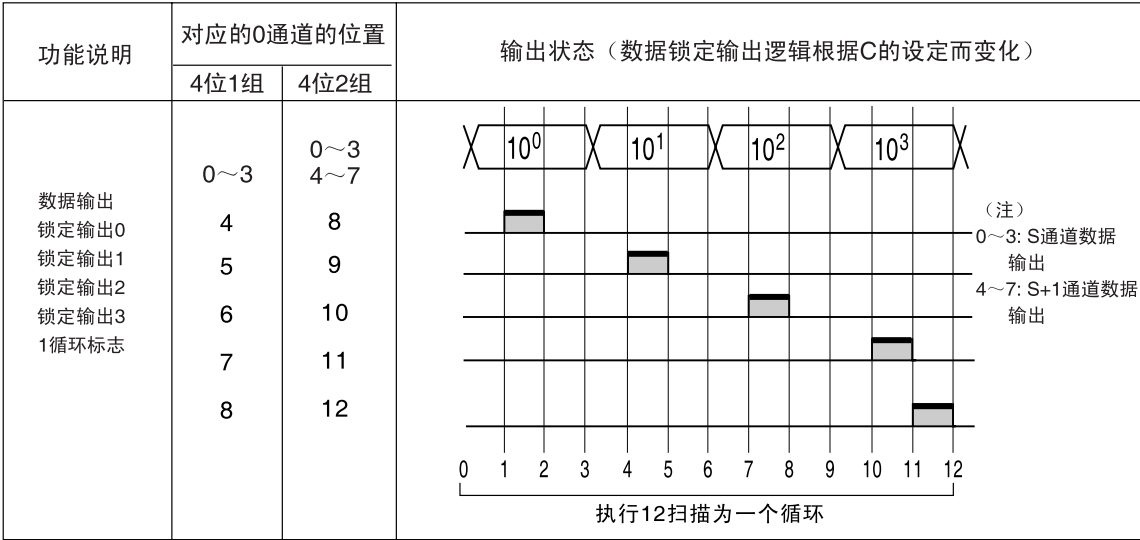 功能说明
对应的0通道的位置
4位1组
4位2组
输出状态（数据锁定输出逻辑根据C的设定而变化）
数据输出
锁定输出0
锁定输出1
锁定输出2
锁定输出3
1循环标志
0～3
4
5
6
7
8
0～3
4～7
8
9
10
11
12
10⁰ 10¹ 10² 10³
（注）
0～3: S通道数据
输出
4～7: S+1通道数据
输出
0 1 2 3 4 5 6 7 8 9 10 11 12
执行12扫描为一个循环